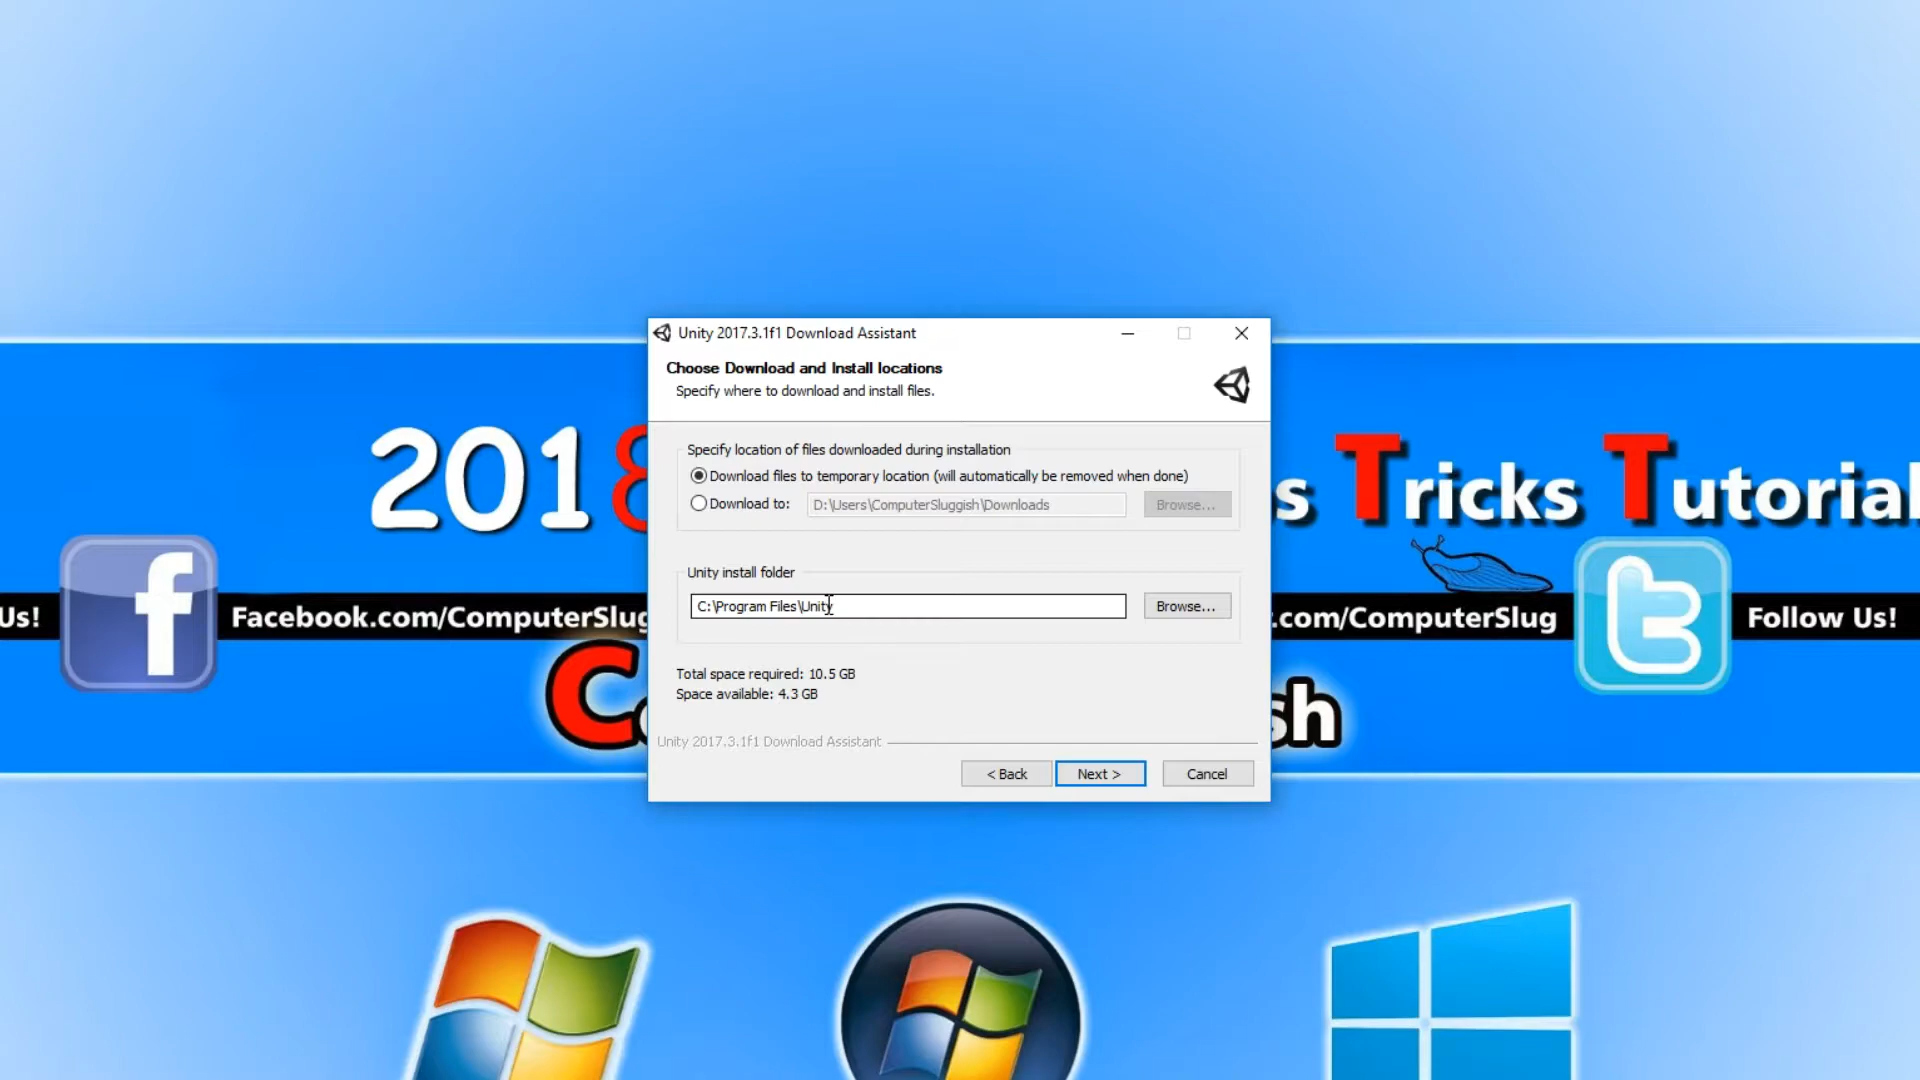 Unity 2017.3.1f1 Download Assistant
Choose Download and Install locations
Specify where to download and install files.
Specify location of files downloaded during installation
Download files to temporary location (will automatically be removed when done)
Download to: D:\Users\ComputerSluggish\Downloads Browse...
Unity install folder
C:\Program Files\Unity Browse...
Total space required: 10.5 GB
Space available: 4.3 GB
Unity 2017.3.1f1 Download Assistant
< Back Next > Cancel
2018 Tricks Tutorial
Us! Facebook.com/ComputerSlug .com/ComputerSlug Follow Us!